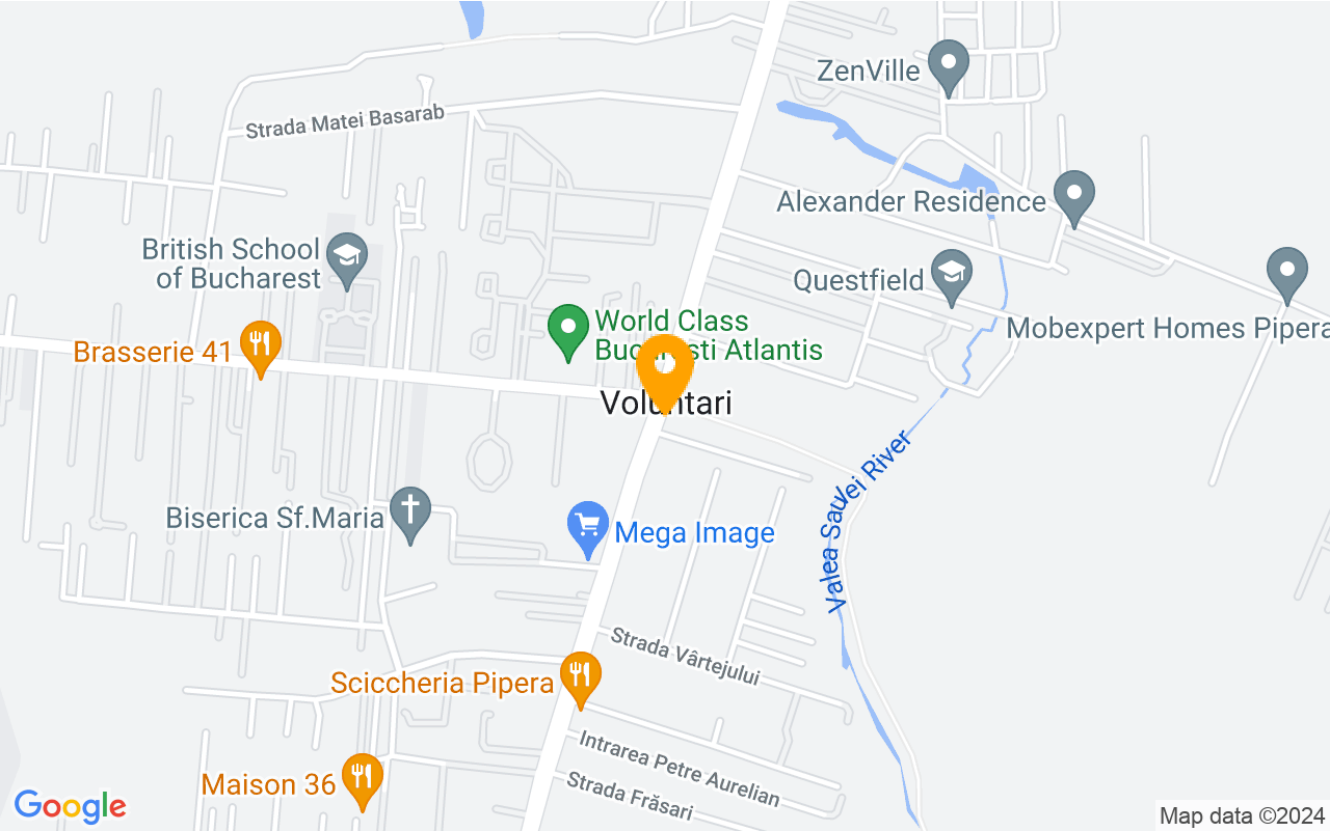 ZenVille
Strada Matei Basarab
Alexander Residence
British School
of Bucharest
Questfield
World Class
Bucuresti Atlantis
Mobexpert Homes Pipera
Brasserie 41
Voluntari
Valea Saulei River
Biserica Sf.Maria
Mega Image
Strada Vârtejului
Sciccheria Pipera
Intrarea Petre Aurelian
Maison 36
Strada Frăsari
Google
Map data ©2024